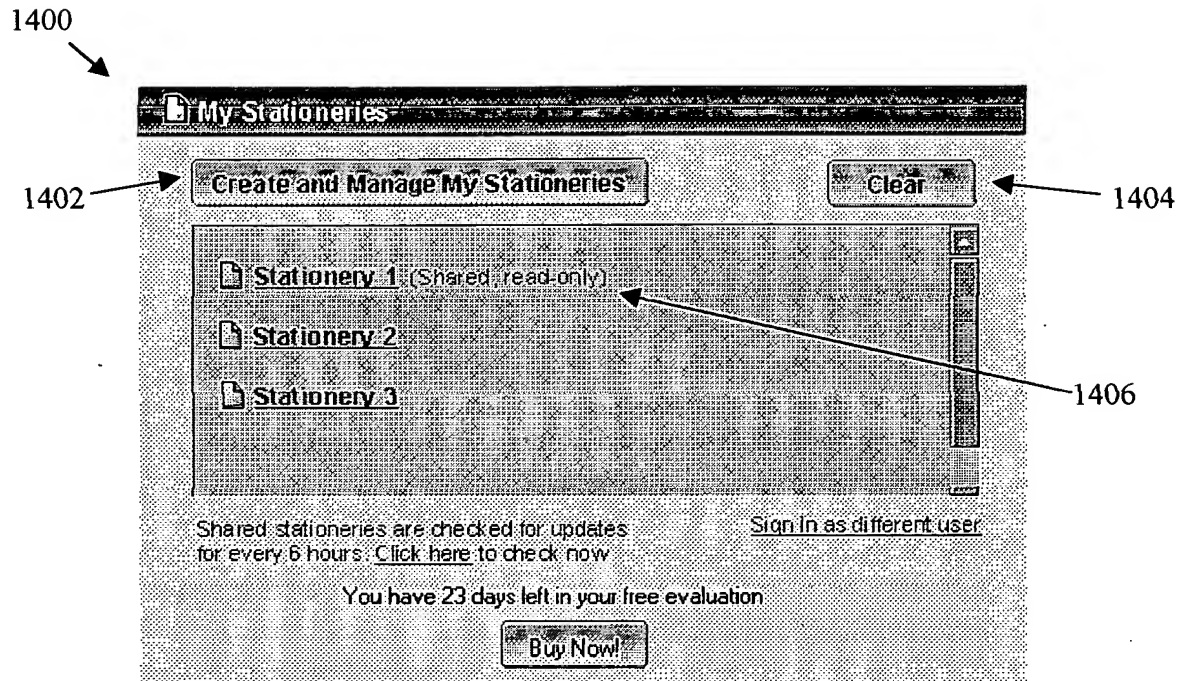 1400
My Stationeries
Create and Manage My Stationeries
Clear
1402
1404
Stationery 1 (Shared, read-only)
Stationery 2
Stationery 3
1406
Shared stationeries are checked for updates
for every 6 hours. Click here to check now
Sign In as different user
You have 23 days left in your free evaluation
Buy Now!